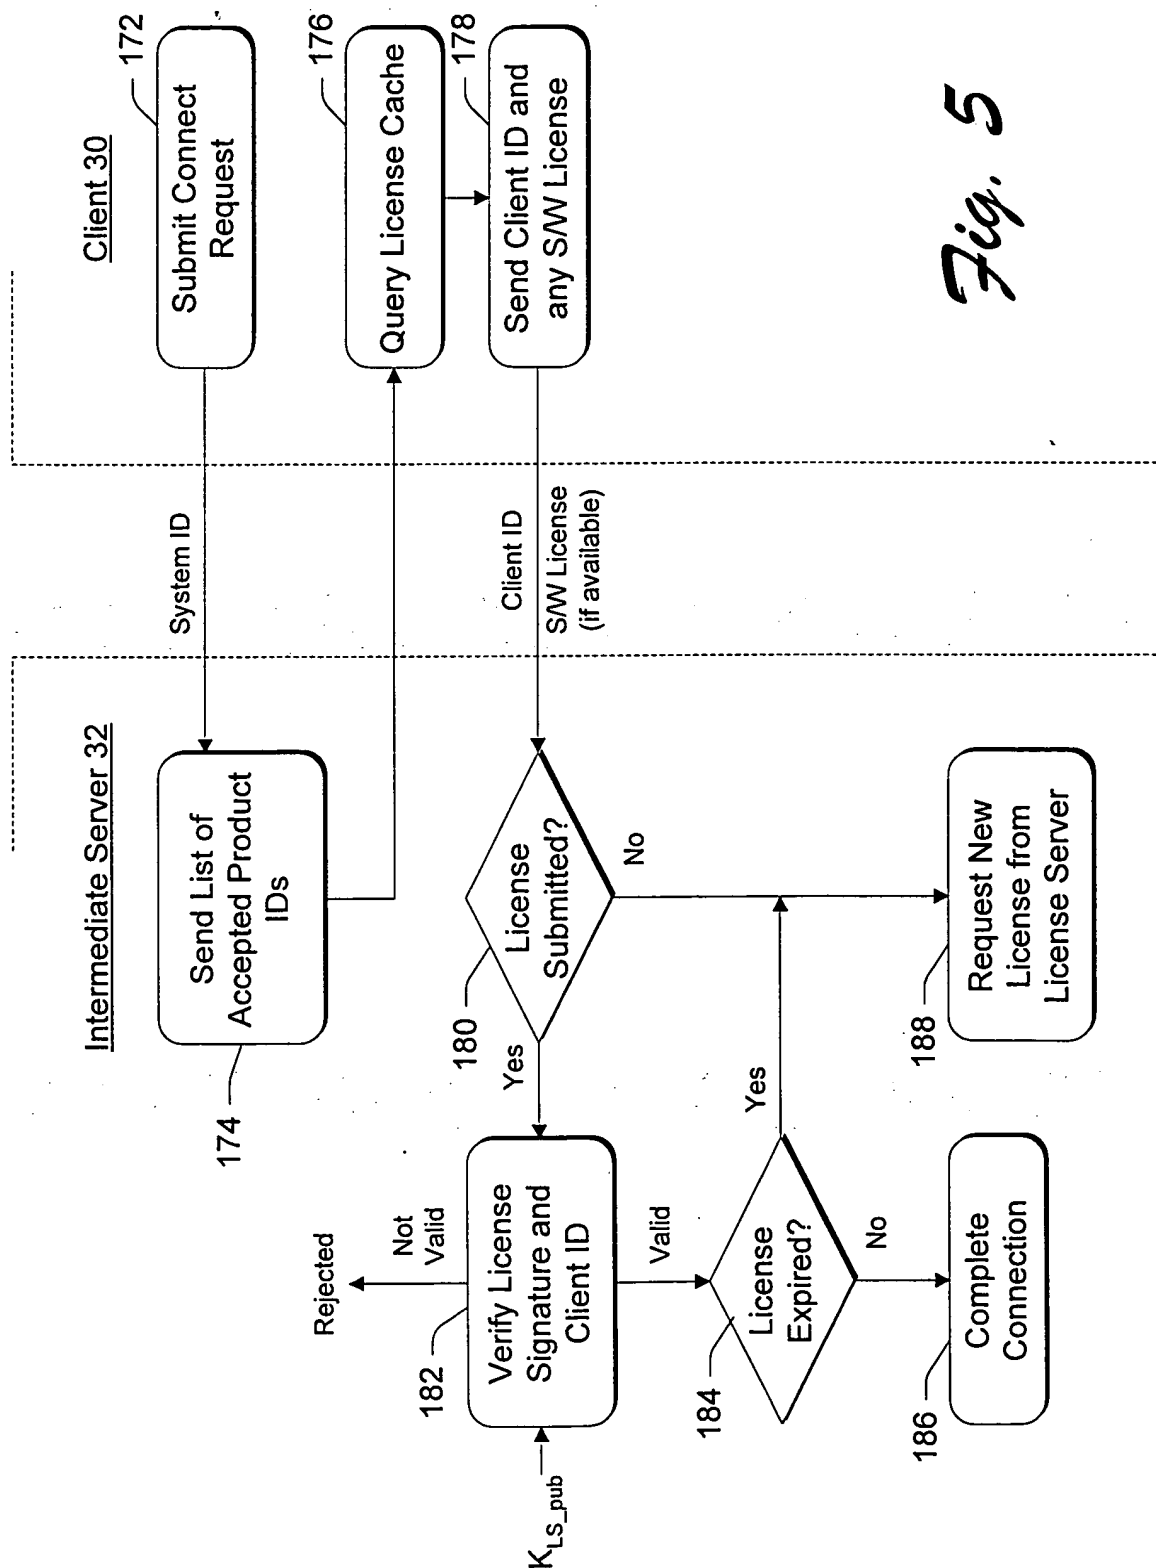 Intermediate Server 32
Client 30
172
Submit Connect
Request
System ID
174
Send List of
Accepted Product
IDs
176
Query License Cache
178
Send Client ID and
any S/W License
Client ID
S/W License
(if available)
180
License
Submitted?
Yes
No
Rejected
Not
Valid
182
Verify License
Signature and
Client ID
KLS_pub
Valid
184
License
Expired?
Yes
No
186
Complete
Connection
188
Request New
License from
License Server
Fig. 5